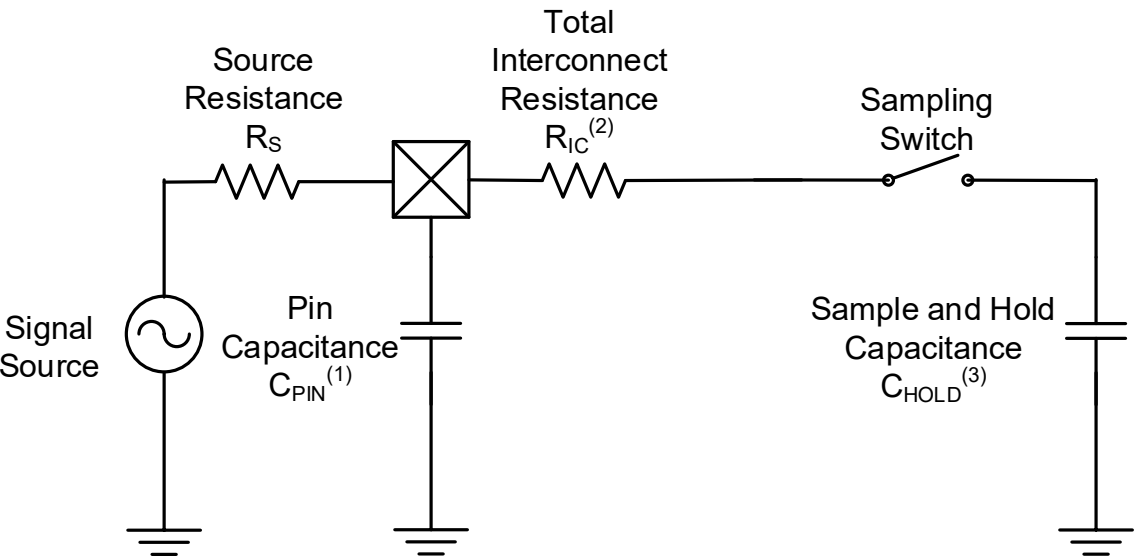 Total
Interconnect
Resistance
R_IC^(2)
Source
Resistance
R_S
Sampling
Switch
Signal
Source
Pin
Capacitance
C_PIN^(1)
Sample and Hold
Capacitance
C_HOLD^(3)